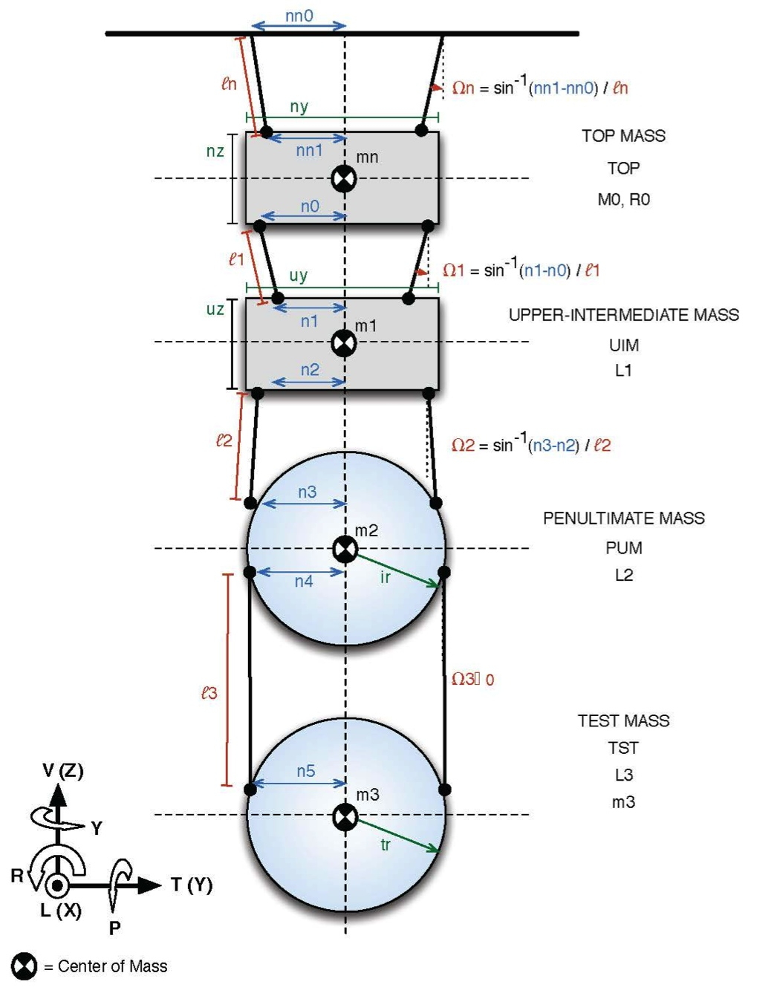 nn0
ℓn
Ωn = sin⁻¹(nn1-nn0) / ℓn
ny
TOP MASS
nz
nn1
mn
TOP
M0, R0
n0
ℓ1
Ω1 = sin⁻¹(n1-n0) / ℓ1
uy
uz
n1
m1
UPPER-INTERMEDIATE MASS
UIM
L1
n2
ℓ2
Ω2 = sin⁻¹(n3-n2) / ℓ2
n3
m2
PENULTIMATE MASS
PUM
L2
n4
ir
ℓ3
Ω3▯ 0
TEST MASS
TST
L3
m3
n5
m3
tr
V (Z)
Y
R
T (Y)
L (X)
P
= Center of Mass